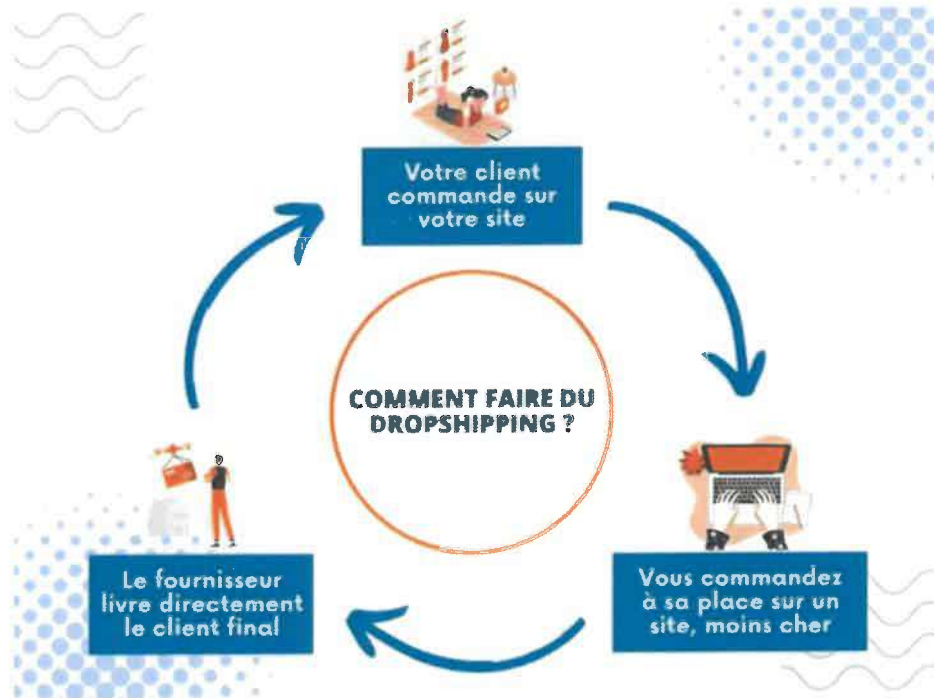 Votre client
commande sur
votre site
COMMENT FAIRE DU
DROPSHIPPING ?
Vous commandez
à sa place sur un
site, moins cher
Le fournisseur
livre directement
le client final